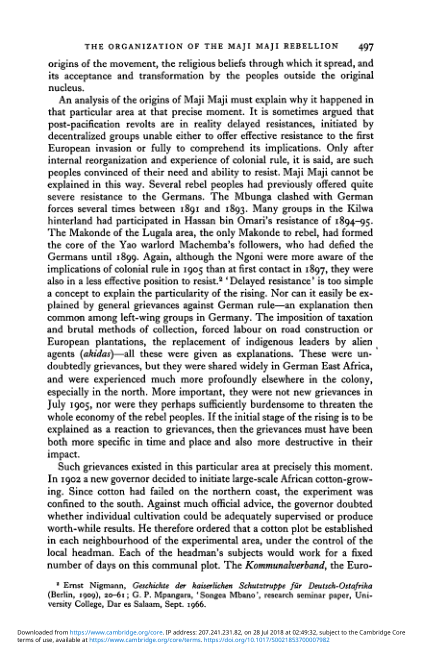 THE ORGANIZATION OF THE MAJI MAJI REBELLION 497
origins of the movement, the religious beliefs through which it spread, and
its acceptance and transformation by the peoples outside the original
nucleus.
An analysis of the origins of Maji Maji must explain why it happened in
that particular area at that precise moment. It is sometimes argued that
post-pacification revolts are in reality delayed resistances, initiated by
decentralized groups unable either to offer effective resistance to the first
European invasion or fully to comprehend its implications. Only after
internal reorganization and experience of colonial rule, it is said, are such
peoples convinced of their need and ability to resist. Maji Maji cannot be
explained in this way. Several rebel peoples had previously offered quite
severe resistance to the Germans. The Mbunga clashed with German
forces several times between 1891 and 1893. Many groups in the Kilwa
hinterland had participated in Hassan bin Omari's resistance of 1894–95.
The Makonde of the Lugala area, the only Makonde to rebel, had formed
the core of the Yao warlord Machemba's followers, who had defied the
Germans until 1899. Again, although the Ngoni were more aware of the
implications of colonial rule in 1905 than at first contact in 1897, they were
also in a less effective position to resist.² 'Delayed resistance' is too simple
a concept to explain the particularity of the rising. Nor can it easily be ex-
plained by general grievances against German rule—an explanation then
common among left-wing groups in Germany. The imposition of taxation
and brutal methods of collection, forced labour on road construction or
European plantations, the replacement of indigenous leaders by alien
agents (akidas)—all these were given as explanations. These were un-
doubtedly grievances, but they were shared widely in German East Africa,
and were experienced much more profoundly elsewhere in the colony,
especially in the north. More important, they were not new grievances in
July 1905, nor were they perhaps sufficiently burdensome to threaten the
whole economy of the rebel peoples. If the initial stage of the rising is to be
explained as a reaction to grievances, then the grievances must have been
both more specific in time and place and also more destructive in their
impact.
Such grievances existed in this particular area at precisely this moment.
In 1902 a new governor decided to initiate large-scale African cotton-grow-
ing. Since cotton had failed on the northern coast, the experiment was
confined to the south. Against much official advice, the governor doubted
whether individual cultivation could be adequately supervised or produce
worth-while results. He therefore ordered that a cotton plot be established
in each neighbourhood of the experimental area, under the control of the
local headman. Each of the headman's subjects would work for a fixed
number of days on this communal plot. The Kommunalverband, the Euro-
² Ernst Nigmann, Geschichte der kaiserlichen Schutztruppe für Deutsch-Ostafrika
(Berlin, 1909), 20–61; G. P. Mpangara, 'Songea Mbano', research seminar paper, Uni-
versity College, Dar es Salaam, Sept. 1966.
Downloaded from https://www.cambridge.org/core. IP address: 207.241.231.82, on 28 Jul 2018 at 02:49:32, subject to the Cambridge Core
terms of use, available at https://www.cambridge.org/core/terms. https://doi.org/10.1017/S0021853700007982